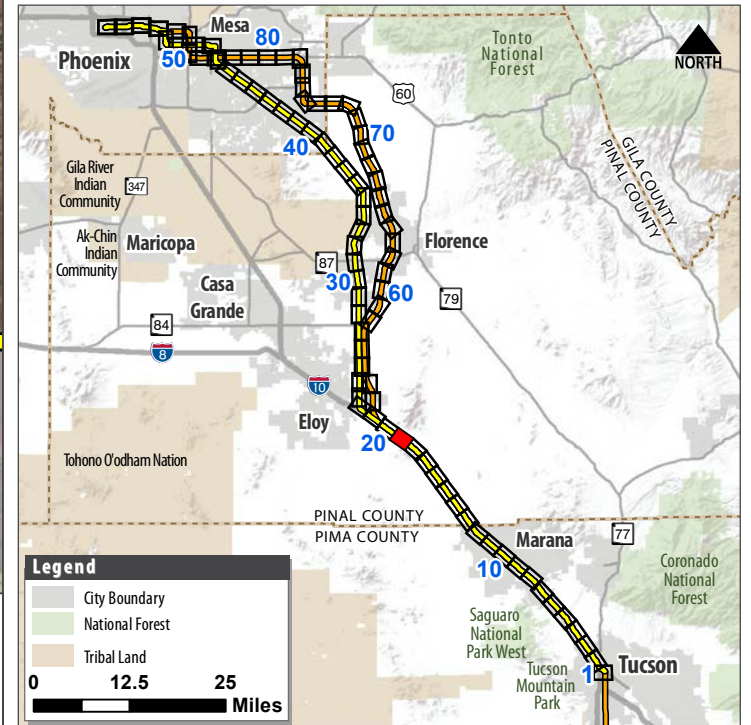 Mesa
80
Phoenix
50
Tonto
National
Forest
NORTH
60
70
40
GILA COUNTY
PINAL COUNTY
Gila River
Indian
Community
347
Ak-Chin
Indian
Community
Maricopa
Florence
87
30
Casa
Grande
60
79
84
8
10
Eloy
20
Tohono O'odham Nation
PINAL COUNTY
PIMA COUNTY
Marana
77
10
Coronado
National
Forest
Saguaro
National
Park West
Tucson
Mountain
Park
1
Tucson
Legend
City Boundary
National Forest
Tribal Land
0 12.5 25
Miles